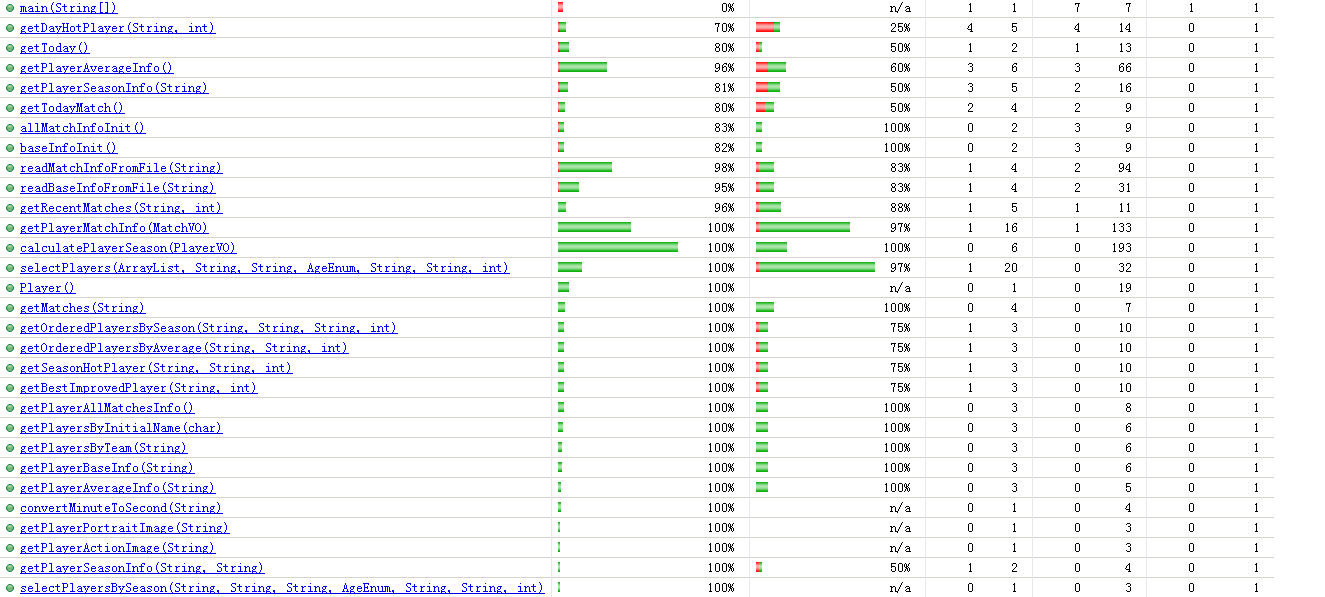 main(String[]) 0% n/a 1 1 7 7 1 1
getDayHotPlayer(String, int) 70% 25% 4 5 4 14 0 1
getToday() 80% 50% 1 2 1 13 0 1
getPlayerAverageInfo() 96% 60% 3 6 3 66 0 1
getPlayerSeasonInfo(String) 81% 50% 3 5 2 16 0 1
getTodayMatch() 80% 50% 2 4 2 9 0 1
allMatchInfoInit() 83% 100% 0 2 3 9 0 1
baseInfoInit() 82% 100% 0 2 3 9 0 1
readMatchInfoFromFile(String) 98% 83% 1 4 2 94 0 1
readBaseInfoFromFile(String) 95% 83% 1 4 2 31 0 1
getRecentMatches(String, int) 96% 88% 1 5 1 11 0 1
getPlayerMatchInfo(MatchVO) 100% 97% 1 16 1 133 0 1
calculatePlayerSeason(PlayerVO) 100% 100% 0 6 0 193 0 1
selectPlayers(ArrayList, String, String, AgeEnum, String, String, int) 100% 97% 1 20 0 32 0 1
Player() 100% n/a 0 1 0 19 0 1
getMatches(String) 100% 100% 0 4 0 7 0 1
getOrderedPlayersBySeason(String, String, String, int) 100% 75% 1 3 0 10 0 1
getOrderedPlayersByAverage(String, String, int) 100% 75% 1 3 0 10 0 1
getSeasonHotPlayer(String, String, int) 100% 75% 1 3 0 10 0 1
getBestImprovedPlayer(String, int) 100% 75% 1 3 0 10 0 1
getPlayerAllMatchesInfo() 100% 100% 0 3 0 8 0 1
getPlayersByInitialName(char) 100% 100% 0 3 0 6 0 1
getPlayersByTeam(String) 100% 100% 0 3 0 6 0 1
getPlayerBaseInfo(String) 100% 100% 0 3 0 6 0 1
getPlayerAverageInfo(String) 100% 100% 0 3 0 5 0 1
convertMinuteToSecond(String) 100% n/a 0 1 0 4 0 1
getPlayerPortraitImage(String) 100% n/a 0 1 0 3 0 1
getPlayerActionImage(String) 100% n/a 0 1 0 3 0 1
getPlayerSeasonInfo(String, String) 100% 50% 1 2 0 4 0 1
selectPlayersBySeason(String, String, String, AgeEnum, String, String, int) 100% n/a 0 1 0 3 0 1